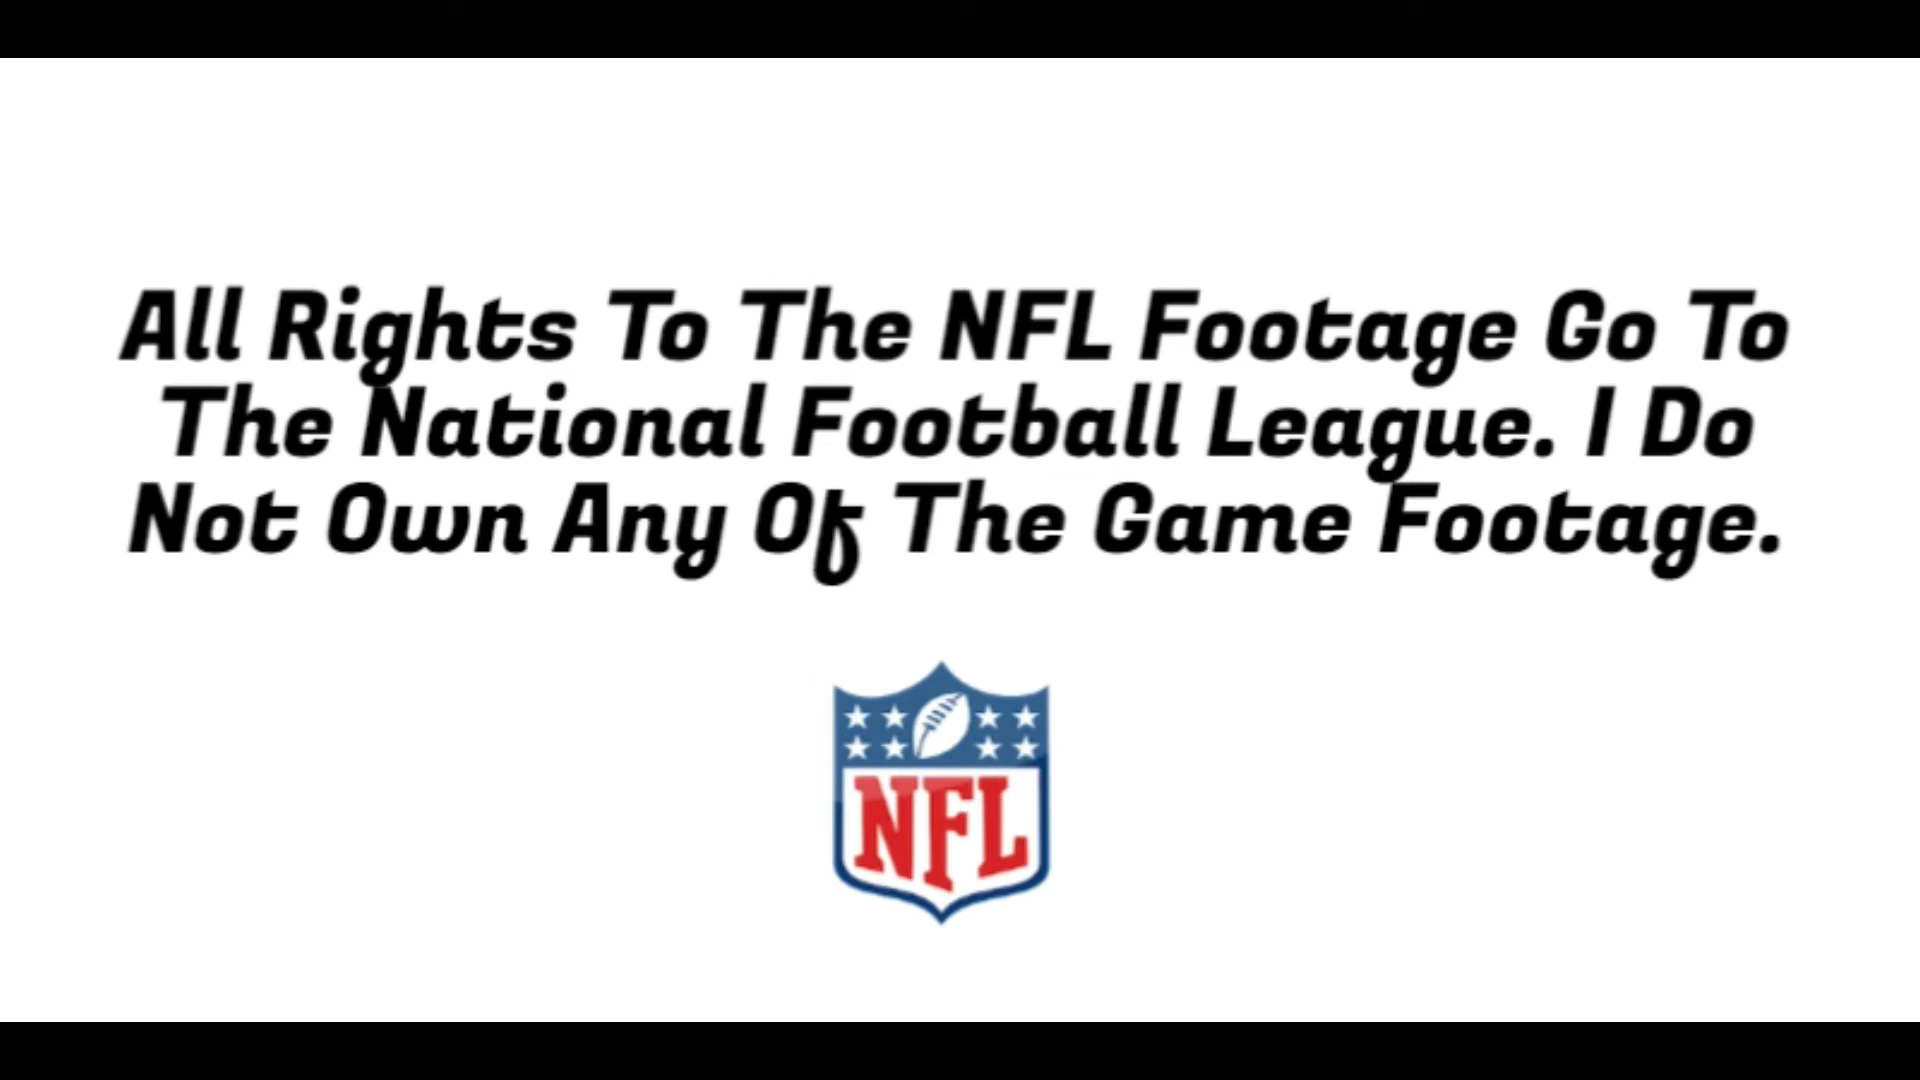 All Rights To The NFL Footage Go To
The National Football League. I Do
Not Own Any Of The Game Footage.
NFL